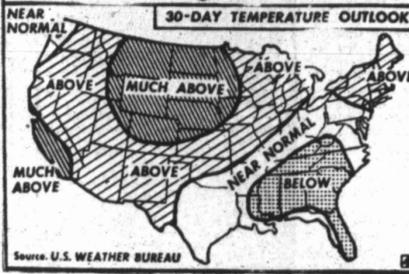 30-DAY TEMPERATURE OUTLOOK
NEAR
NORMAL
ABOVE
MUCH ABOVE
ABOVE
ABOVE
MUCH
ABOVE
ABOVE
NEAR NORMAL
BELOW
Source. U.S. WEATHER BUREAU